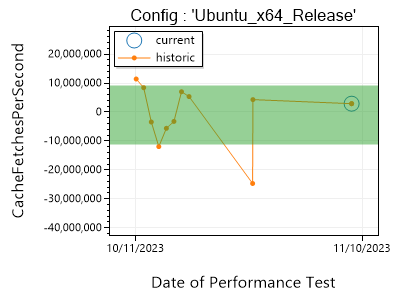 Config : 'Ubuntu_x64_Release'
current
historic
CacheFetchesPerSecond
20,000,000
10,000,000
0
-10,000,000
-20,000,000
-30,000,000
-40,000,000
10/11/2023
11/10/2023
Date of Performance Test